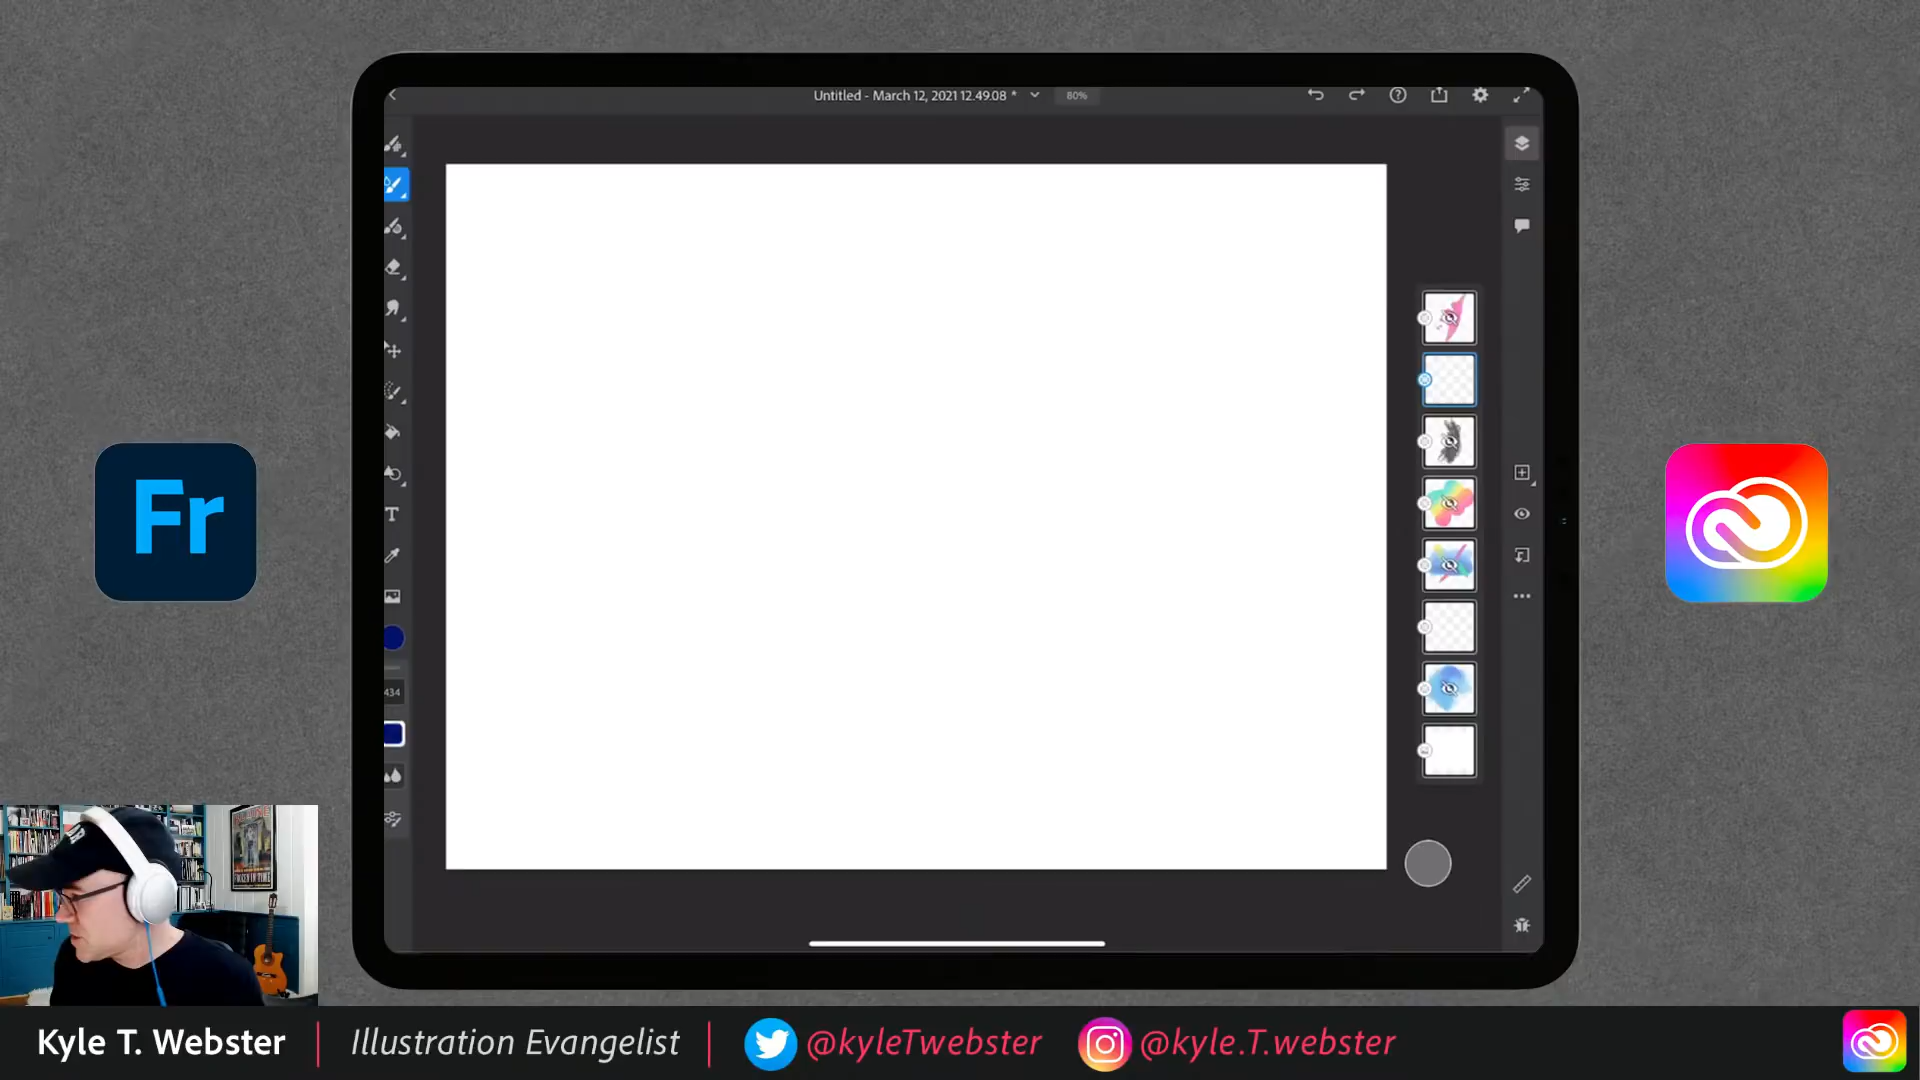 Untitled - March 12, 2021 12.49.08 *
80%
T
434
Fr
Kyle T. Webster
Illustration Evangelist
@kyleTwebster
@kyle.T.webster